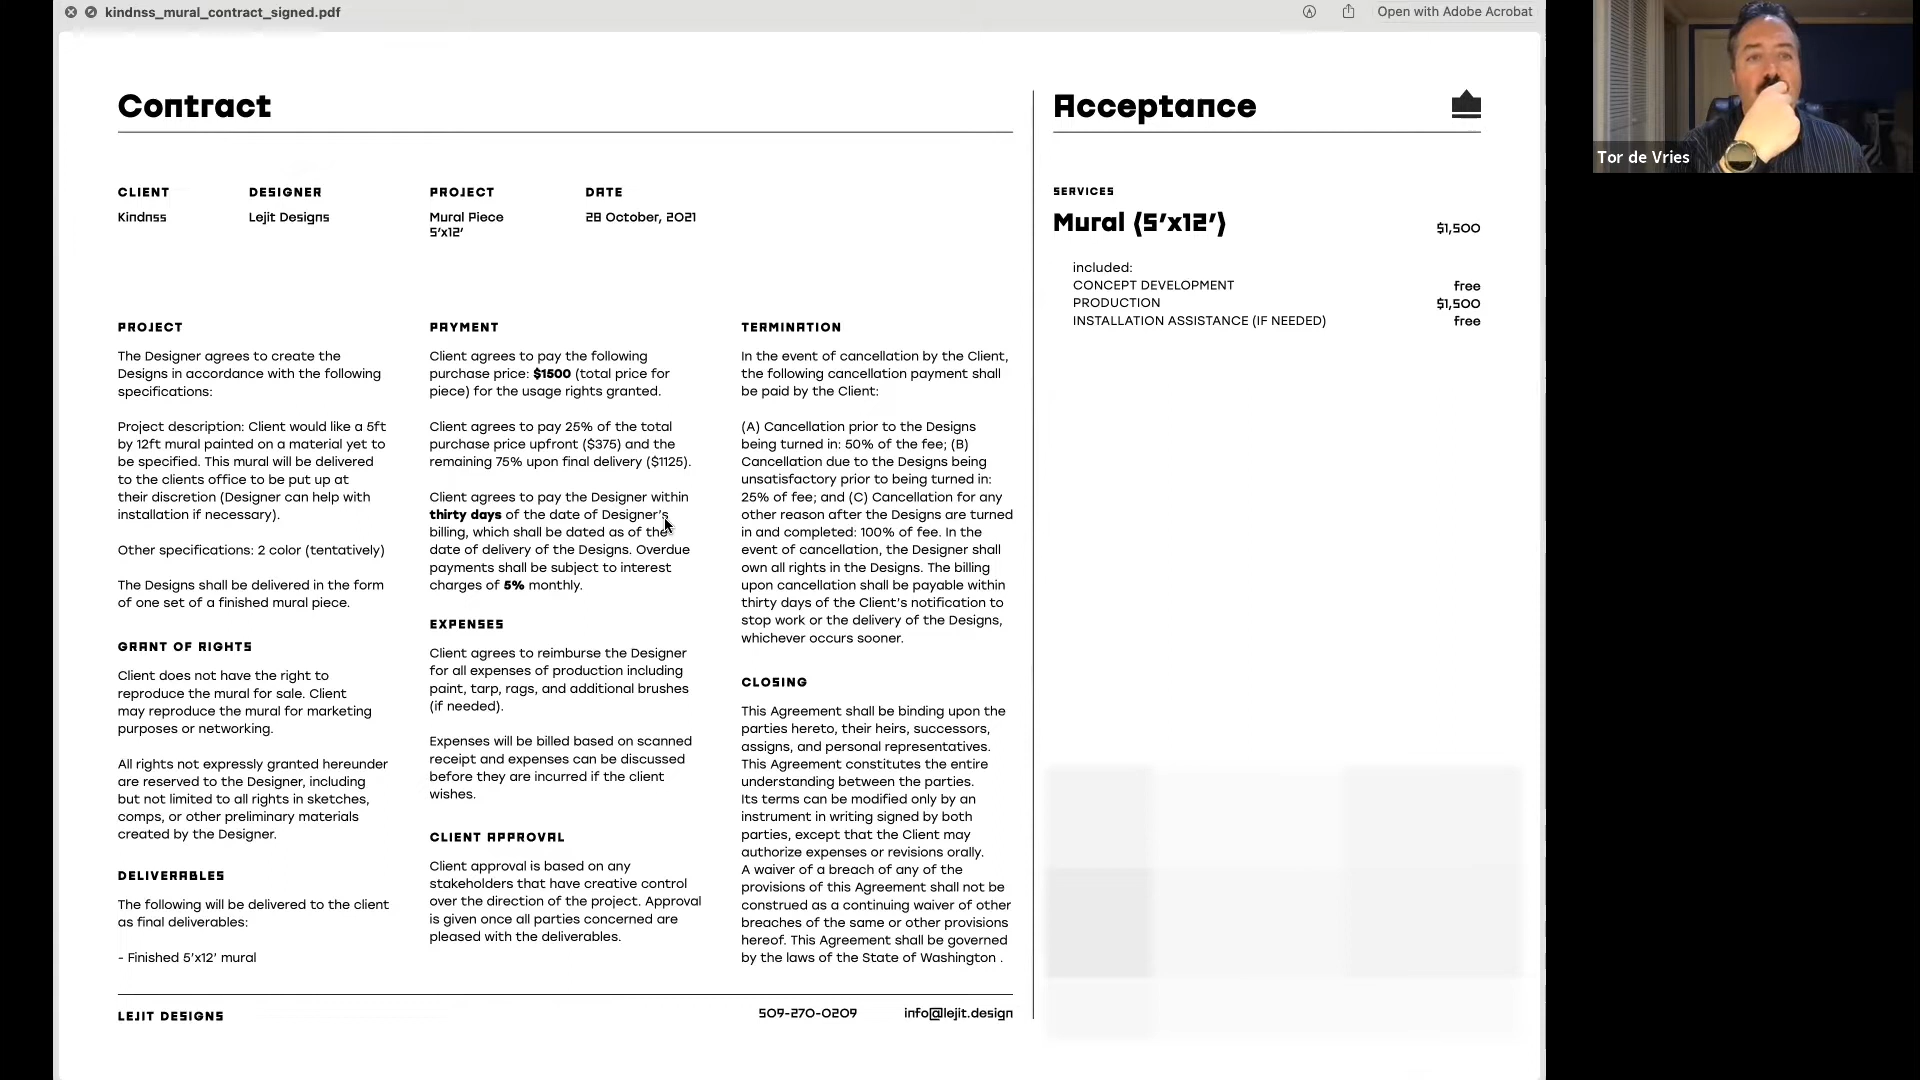 kindnss_mural_contract_signed.pdf
Open with Adobe Acrobat
Contract
CLIENT
Kindnss
DESIGNER
Lejit Designs
PROJECT
Mural Piece
5'x12'
DATE
28 October, 2021
PROJECT
The Designer agrees to create the
Designs in accordance with the following
specifications:
Project description: Client would like a 5ft
by 12ft mural painted on a material yet to
be specified. This mural will be delivered
to the clients office to be put up at
their discretion (Designer can help with
installation if necessary).
Other specifications: 2 color (tentatively)
The Designs shall be delivered in the form
of one set of a finished mural piece.
GRANT OF RIGHTS
Client does not have the right to
reproduce the mural for sale. Client
may reproduce the mural for marketing
purposes or networking.
All rights not expressly granted hereunder
are reserved to the Designer, including
but not limited to all rights in sketches,
comps, or other preliminary materials
created by the Designer.
DELIVERABLES
The following will be delivered to the client
as final deliverables:
- Finished 5'x12' mural
PAYMENT
Client agrees to pay the following
purchase price: $1500 (total price for
piece) for the usage rights granted.
Client agrees to pay 25% of the total
purchase price upfront ($375) and the
remaining 75% upon final delivery ($1125).
Client agrees to pay the Designer within
thirty days of the date of Designer's
billing, which shall be dated as of the
date of delivery of the Designs. Overdue
payments shall be subject to interest
charges of 5% monthly.
EXPENSES
Client agrees to reimburse the Designer
for all expenses of production including
paint, tarp, rags, and additional brushes
(if needed).
Expenses will be billed based on scanned
receipt and expenses can be discussed
before they are incurred if the client
wishes.
CLIENT APPROVAL
Client approval is based on any
stakeholders that have creative control
over the direction of the project. Approval
is given once all parties concerned are
pleased with the deliverables.
TERMINATION
In the event of cancellation by the Client,
the following cancellation payment shall
be paid by the Client:
(A) Cancellation prior to the Designs
being turned in: 50% of the fee; (B)
Cancellation due to the Designs being
unsatisfactory prior to being turned in:
25% of fee; and (C) Cancellation for any
other reason after the Designs are turned
in and completed: 100% of fee. In the
event of cancellation, the Designer shall
own all rights in the Designs. The billing
upon cancellation shall be payable within
thirty days of the Client's notification to
stop work or the delivery of the Designs,
whichever occurs sooner.
CLOSING
This Agreement shall be binding upon the
parties hereto, their heirs, successors,
assigns, and personal representatives.
This Agreement constitutes the entire
understanding between the parties.
Its terms can be modified only by an
instrument in writing signed by both
parties, except that the Client may
authorize expenses or revisions orally.
A waiver of a breach of any of the
provisions of this Agreement shall not be
construed as a continuing waiver of other
breaches of the same or other provisions
hereof. This Agreement shall be governed
by the laws of the State of Washington .
LEJIT DESIGNS
509-270-0209
info@lejit.design
Acceptance
SERVICES
Mural (5'x12') $1,500
included:
CONCEPT DEVELOPMENT free
PRODUCTION $1,500
INSTALLATION ASSISTANCE (IF NEEDED) free
Tor de Vries